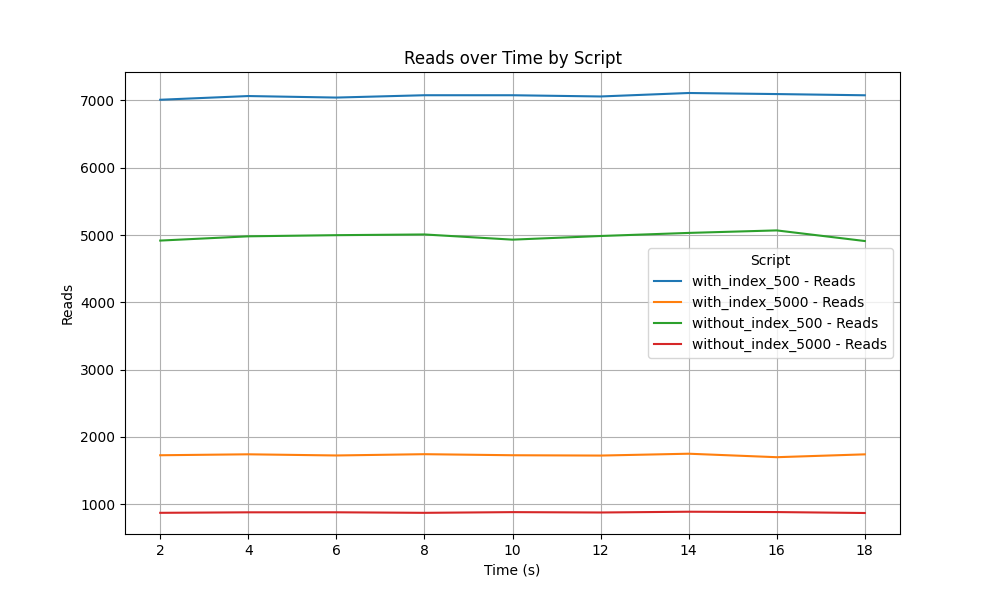 Reads over Time by Script
Reads
7000
6000
5000
4000
3000
2000
1000
Script
with_index_500 - Reads
with_index_5000 - Reads
without_index_500 - Reads
without_index_5000 - Reads
2 4 6 8 10 12 14 16 18
Time (s)